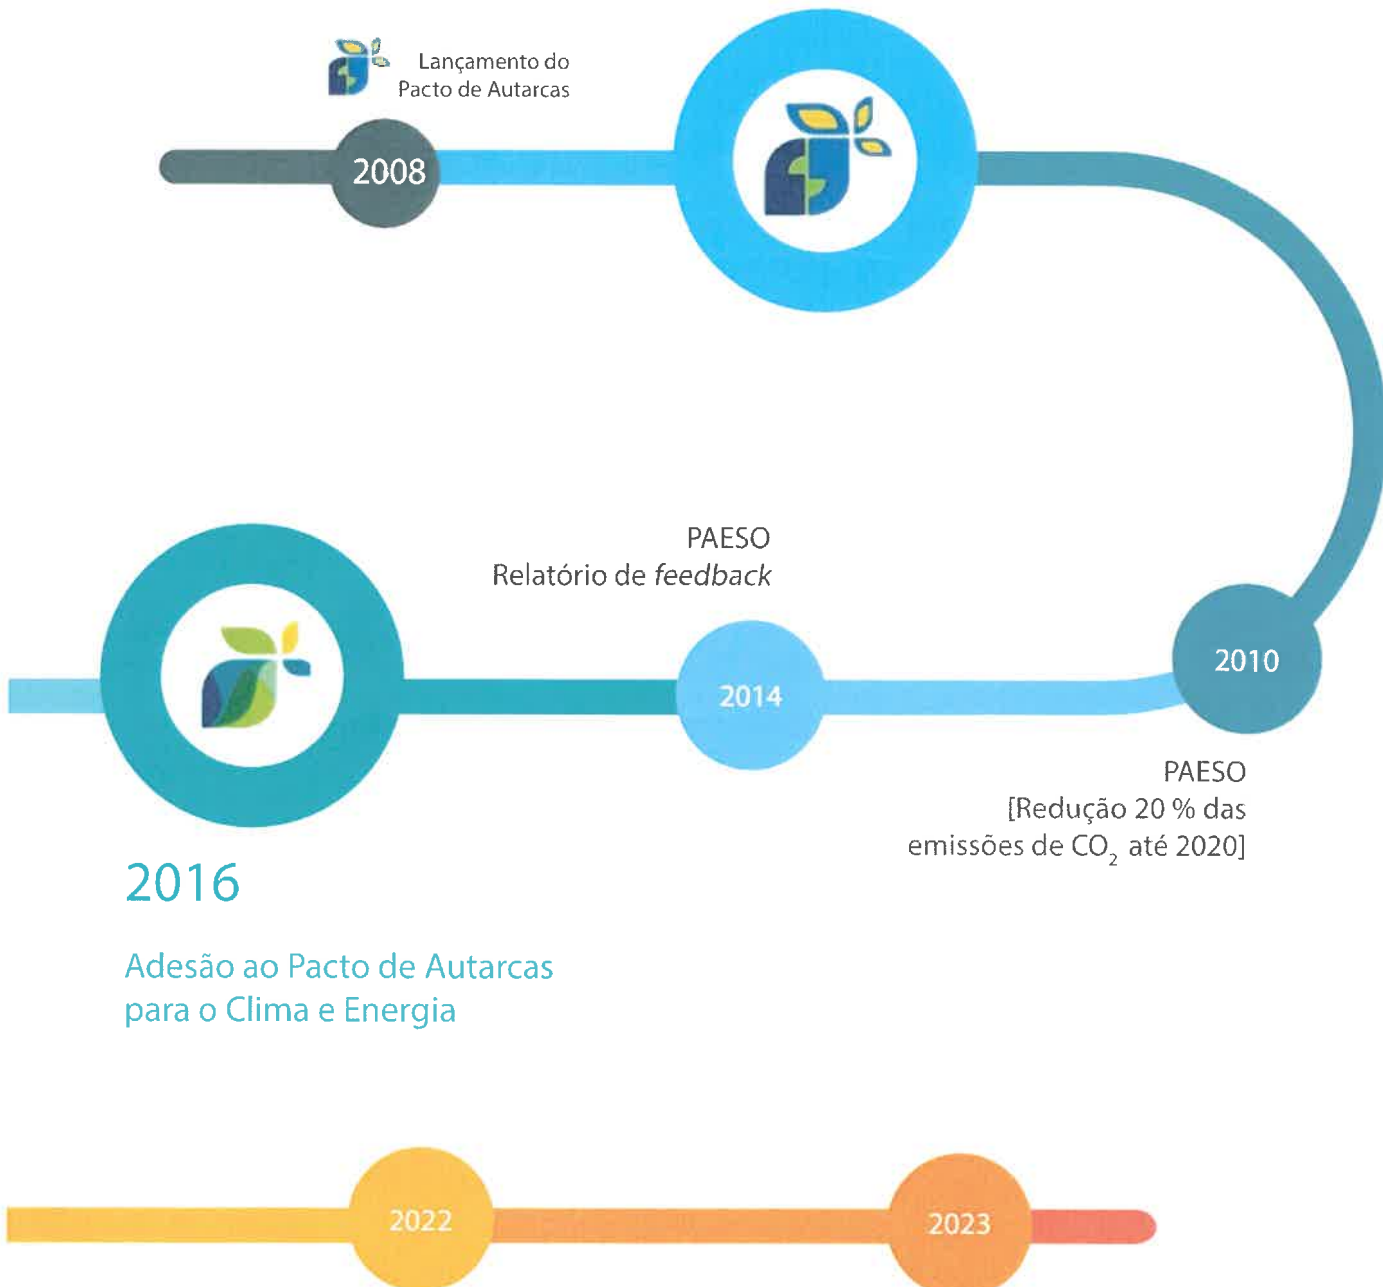 Lançamento do
Pacto de Autarcas
2008
PAESO
Relatório de feedback
2014
2010
PAESO
[Redução 20 % das
emissões de CO₂ até 2020]
2016
Adesão ao Pacto de Autarcas
para o Clima e Energia
2022
2023